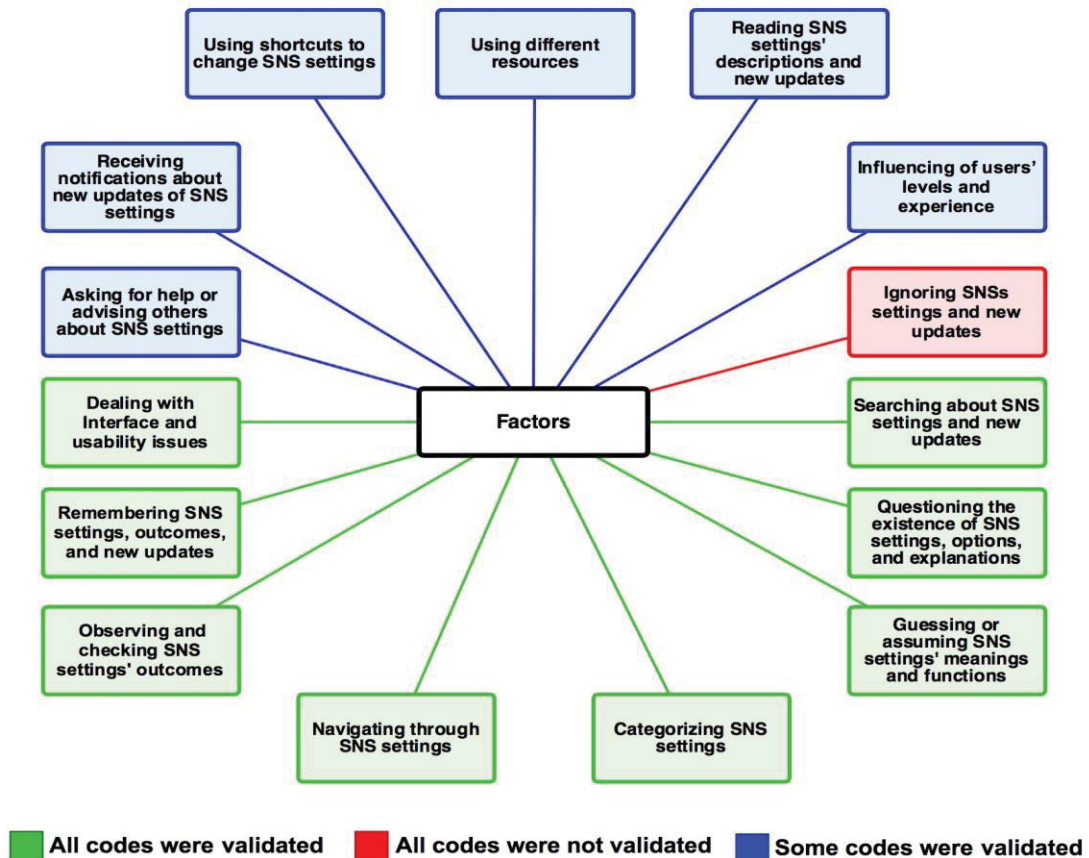 Using shortcuts to
change SNS settings
Using different
resources
Reading SNS
settings'
descriptions and
new updates
Receiving
notifications about
new updates of SNS
settings
Influencing of users’
levels and
experience
Asking for help or
advising others
about SNS settings
Ignoring SNSs
settings and new
updates
Dealing with
Interface and
usability issues
Factors
Searching about SNS
settings and new
updates
Remembering SNS
settings, outcomes,
and new updates
Questioning the
existence of SNS
settings, options,
and explanations
Observing and
checking SNS
settings' outcomes
Guessing or
assuming SNS
settings' meanings
and functions
Navigating through
SNS settings
Categorizing SNS
settings
All codes were validated
All codes were not validated
Some codes were validated